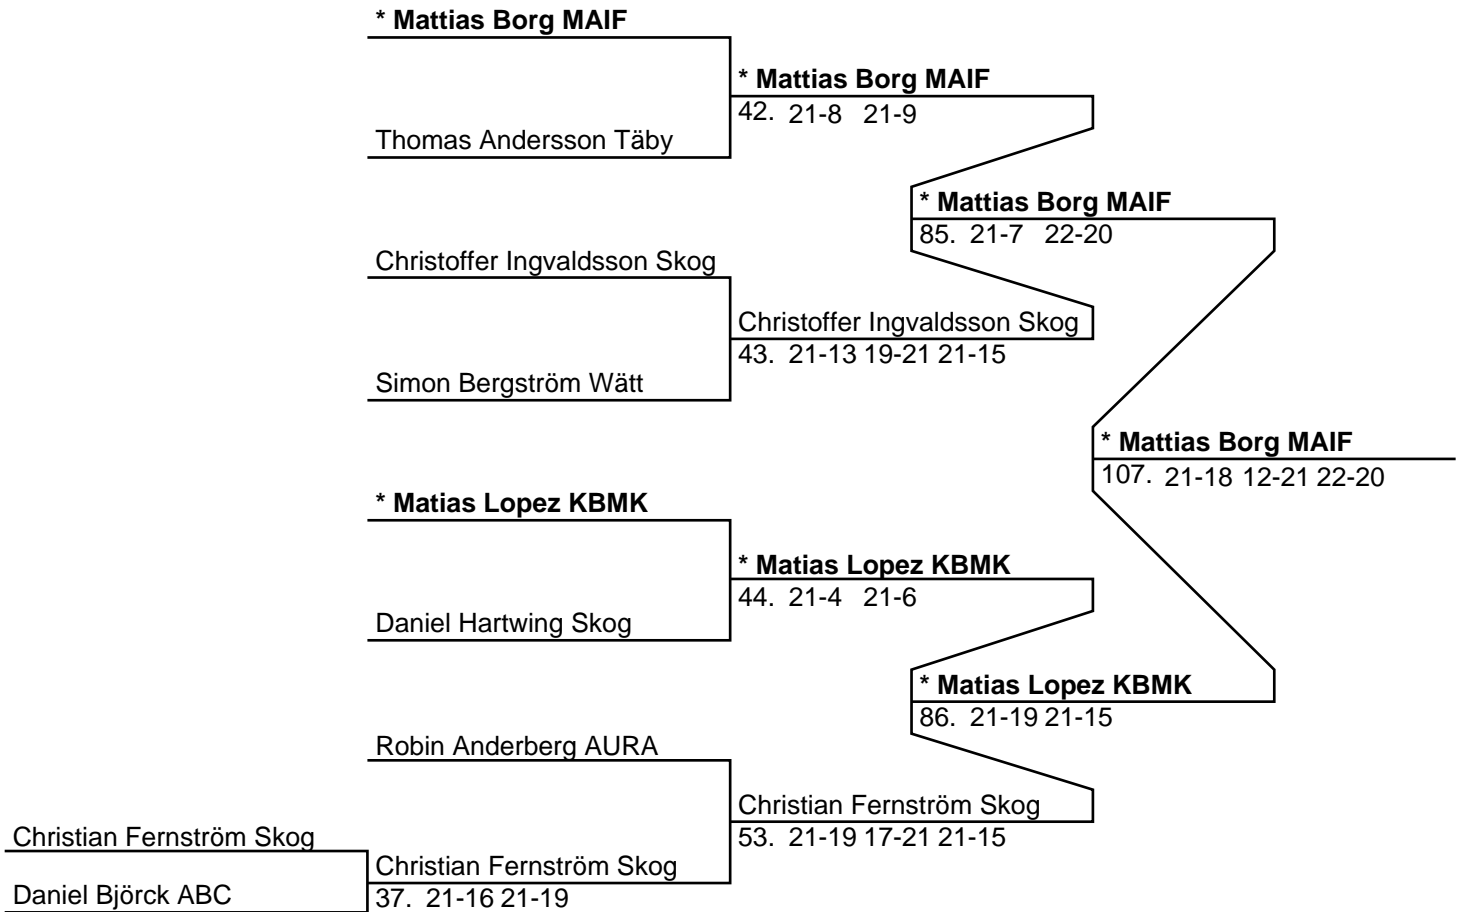 * Mattias Borg MAIF
* Mattias Borg MAIF
42. 21-8 21-9
Thomas Andersson Täby
* Mattias Borg MAIF
85. 21-7 22-20
Christoffer Ingvaldsson Skog
Christoffer Ingvaldsson Skog
43. 21-13 19-21 21-15
Simon Bergström Wätt
* Mattias Borg MAIF
107. 21-18 12-21 22-20
* Matias Lopez KBMK
* Matias Lopez KBMK
44. 21-4 21-6
Daniel Hartwing Skog
* Matias Lopez KBMK
86. 21-19 21-15
Robin Anderberg AURA
Christian Fernström Skog
53. 21-19 17-21 21-15
Christian Fernström Skog
Christian Fernström Skog
Daniel Björck ABC
37. 21-16 21-19